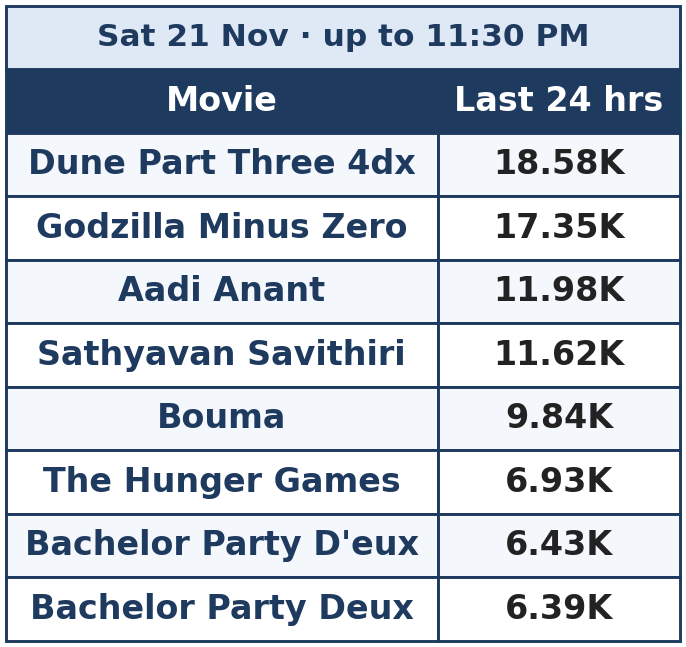 Sat 21 Nov · up to 11:30 PM
Movie Last 24 hrs
Dune Part Three 4dx 18.58K
Godzilla Minus Zero 17.35K
Aadi Anant 11.98K
Sathyavan Savithiri 11.62K
Bouma 9.84K
The Hunger Games 6.93K
Bachelor Party D'eux 6.43K
Bachelor Party Deux 6.39K